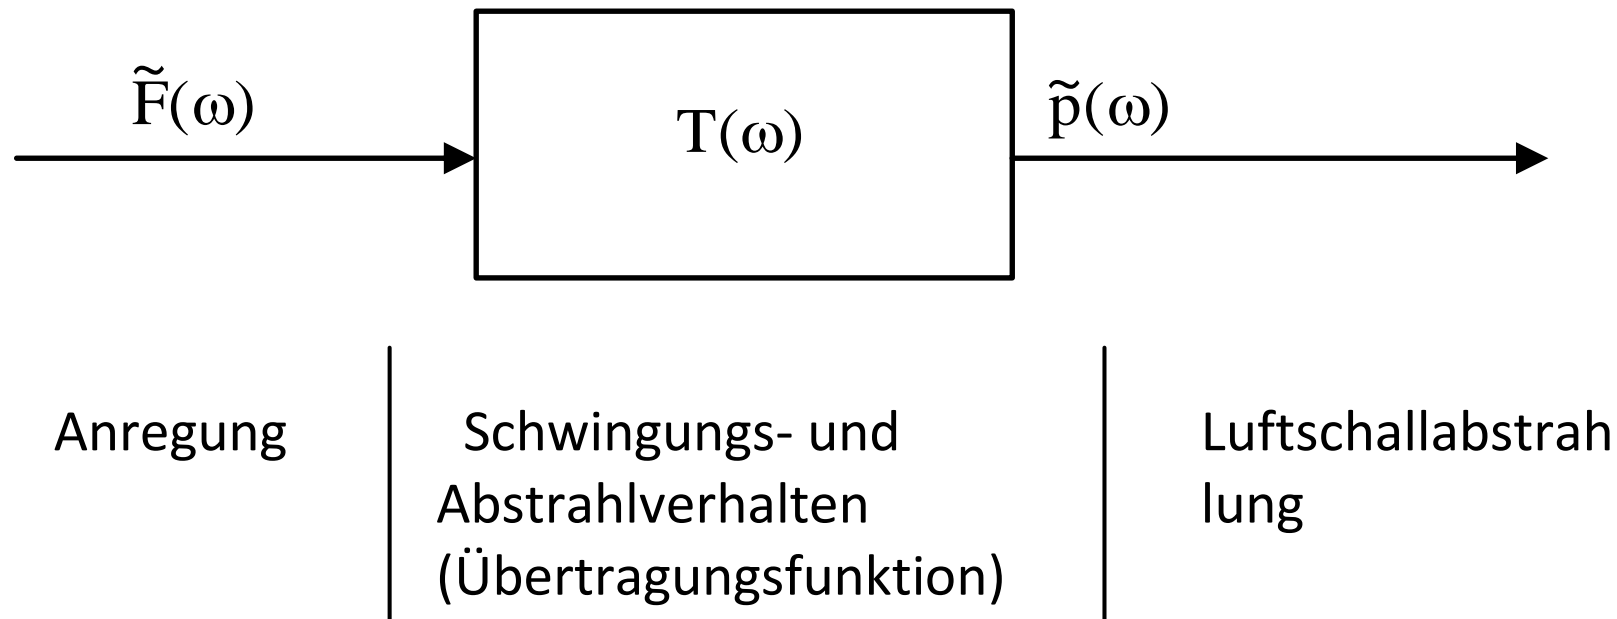 F̃(ω)
T(ω)
p̃(ω)
Anregung
Schwingungs- und
Abstrahlverhalten
(Übertragungsfunktion)
Luftschallabstrah
lung